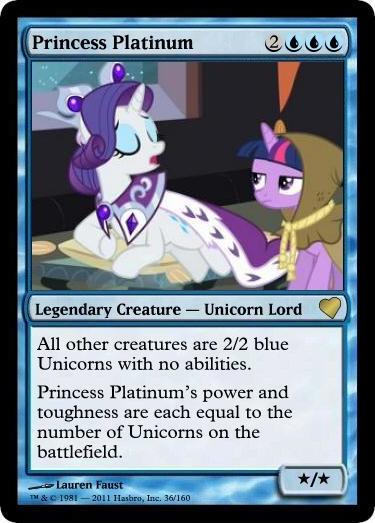 Princess Platinum 2
Legendary Creature — Unicorn Lord
All other creatures are 2/2 blue
Unicorns with no abilities.
Princess Platinum's power and
toughness are each equal to the
number of Unicorns on the
battlefield.
★/★
Lauren Faust
™ & © 1981 — 2011 Hasbro, Inc. 36/160